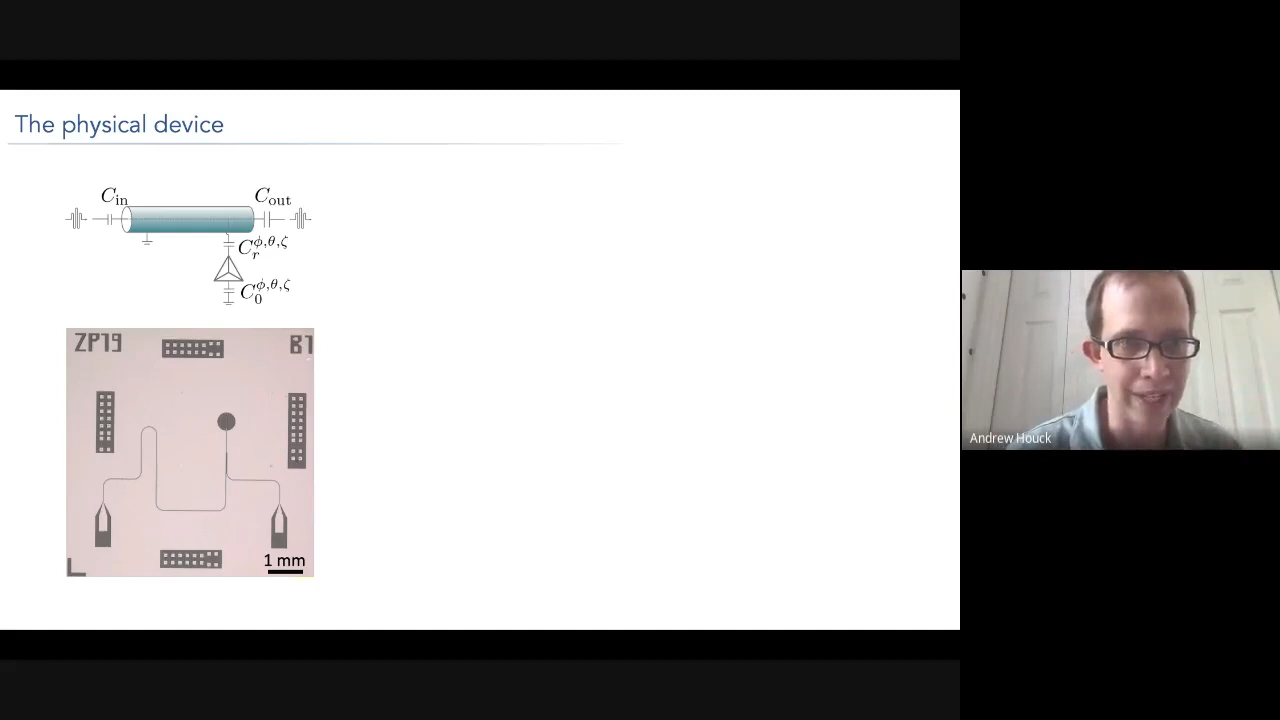 The physical device
C_in C_out
C_r^{ϕ,θ,ζ}
C_0^{ϕ,θ,ζ}
ZP19 B1
1 mm
Andrew Houck